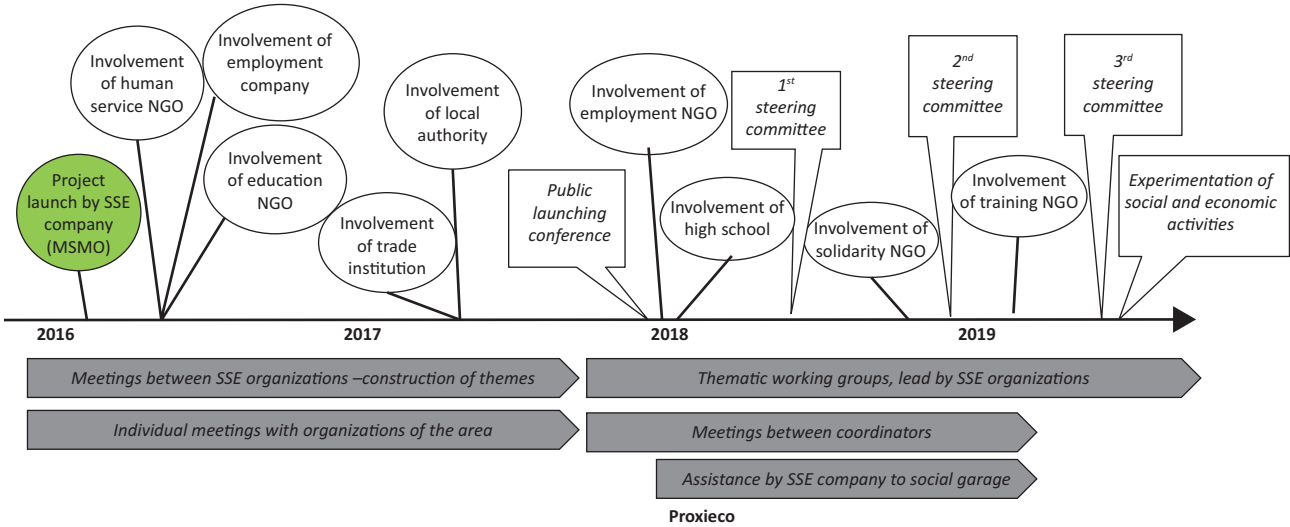 Involvement
of human
service NGO
Involvement of
employment
company
Project
launch by SSE
company
(MSMO)
Involvement
of education
NGO
Involvement
of trade
institution
Involvement
of local
authority
Public
launching
conference
Involvement of
employment NGO
Involvement of
high school
1st
steering
committee
Involvement of
solidarity NGO
2nd
steering
committee
Involvement
of training NGO
3rd
steering
committee
Experimentation of
social and economic
activities
2016
2017
2018
2019
Meetings between SSE organizations –construction of themes
Thematic working groups, lead by SSE organizations
Individual meetings with organizations of the area
Meetings between coordinators
Assistance by SSE company to social garage
Proxieco